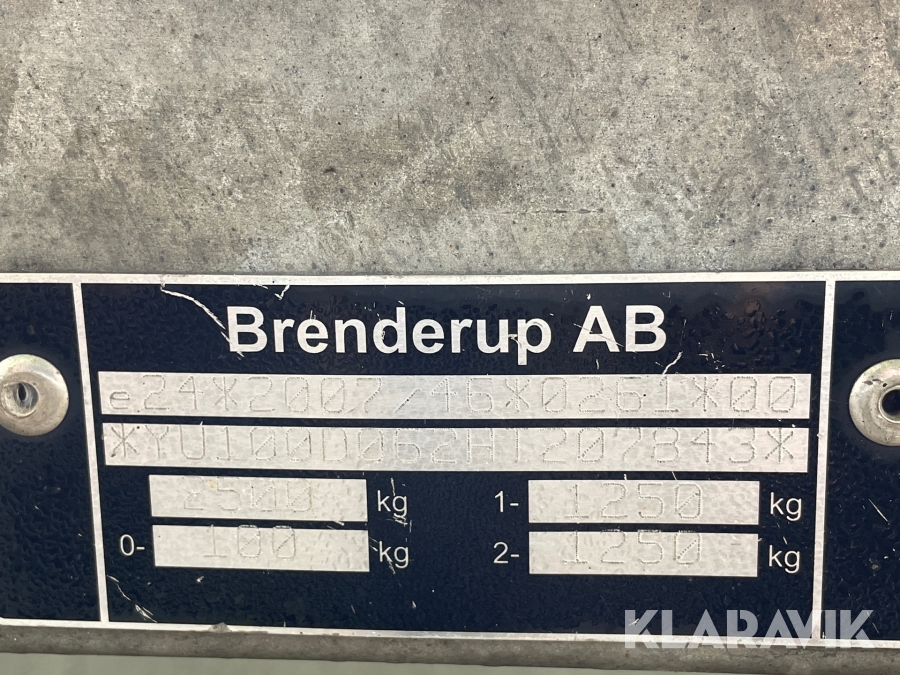 Brenderup AB
e24*2007/46*0261*00
*YU100D062H1207843*
2500 kg 1- 1250 kg
0- 100 kg 2- 1250 kg
KLARAVIK